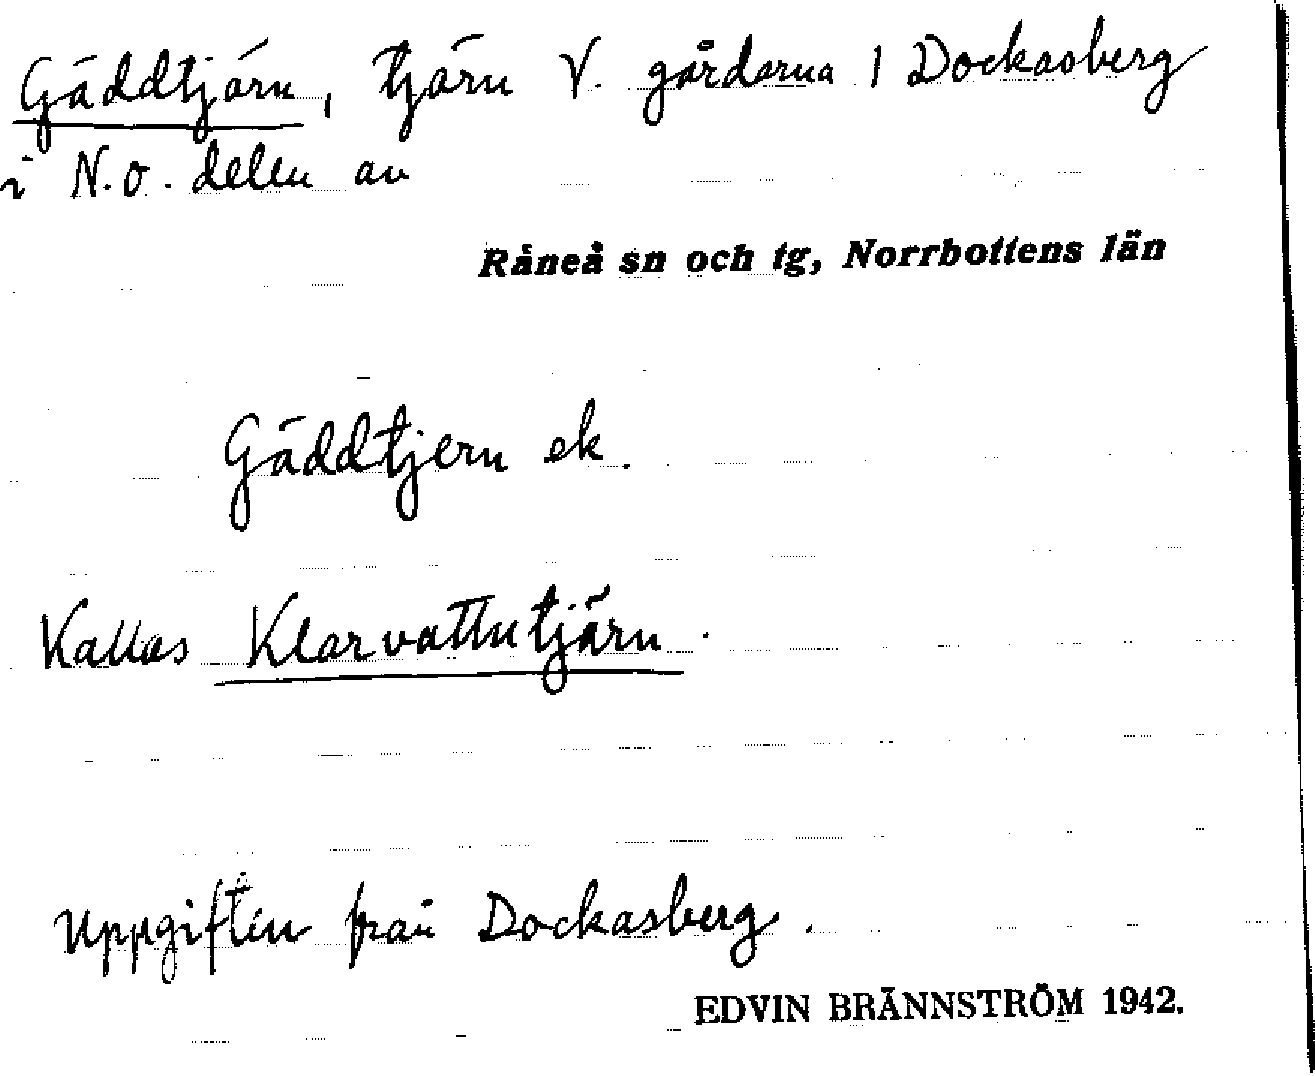 Gäddtjärn, tjärn V. gårdarna i Dockasberg
i N.O. delen av
Råneå sn och tg, Norrbottens län
Gäddtjern ek.
Kallas Klarvattutjärn.
Uppgiften från Dockasberg.
EDVIN BRÄNNSTRÖM 1942.